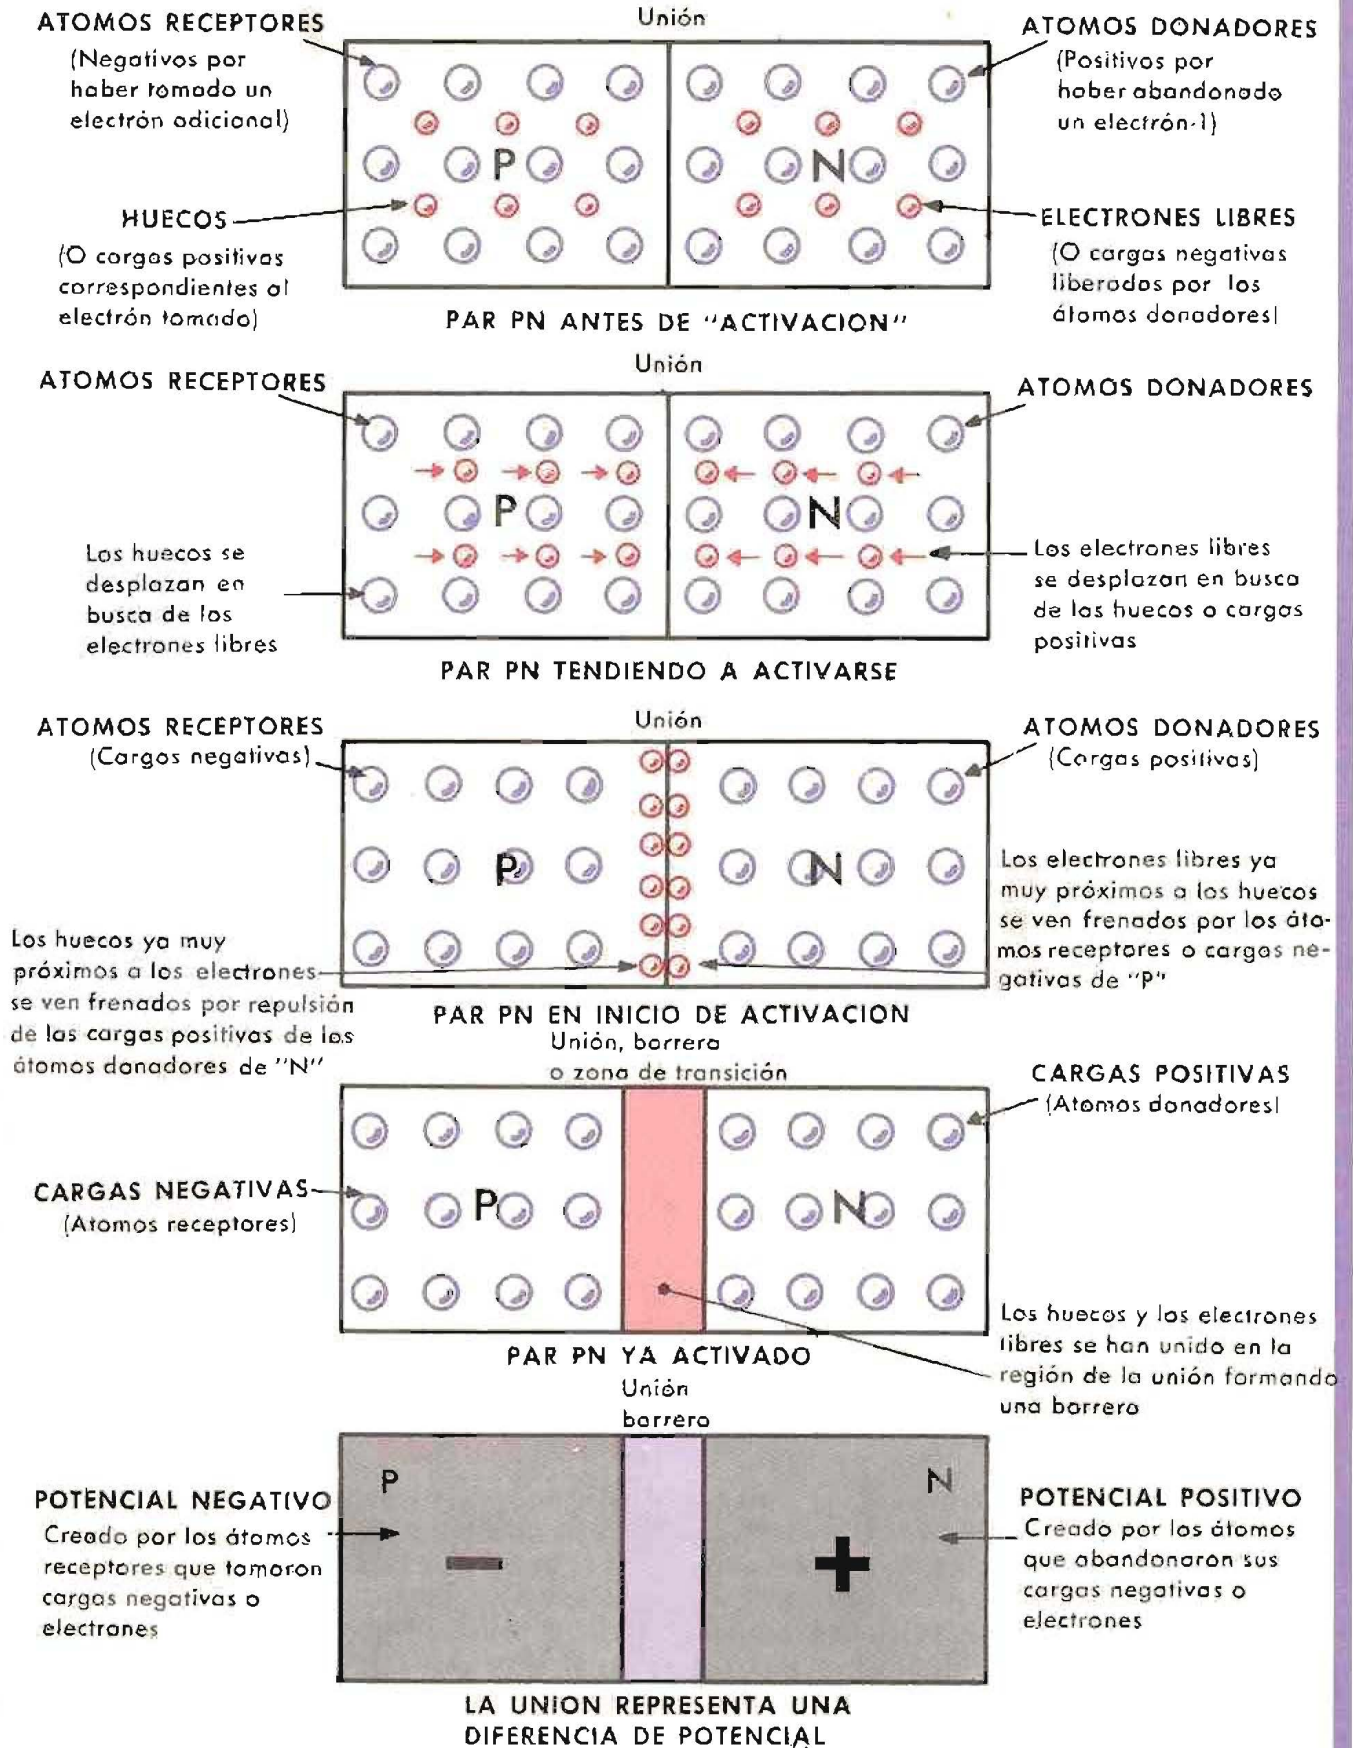 Unión
ATOMOS RECEPTORES
(Negativos por
haber tomado un
electrón adicional)
ATOMOS DONADORES
(Positivos por
haber abandonado
un electrón-1)
P
N
HUECOS
(O cargas positivas
correspondientes al
electrón tomado)
ELECTRONES LIBRES
(O cargas negativas
liberadas por los
átomos donadores)
PAR PN ANTES DE "ACTIVACION"
Unión
ATOMOS RECEPTORES
ATOMOS DONADORES
P
N
Los huecos se
desplazan en
busca de los
electrones libres
Los electrones libres
se desplazan en busca
de los huecos o cargas
positivas
PAR PN TENDIENDO A ACTIVARSE
Unión
ATOMOS RECEPTORES
(Cargas negativas)
ATOMOS DONADORES
(Cargas positivas)
P
N
Los huecos ya muy
próximos a los electrones
se ven frenados por repulsión
de las cargas positivas de los
átomos donadores de "N"
Los electrones libres ya
muy próximos a los huecos
se ven frenados por los áto-
mos receptores o cargas ne-
gativas de "P"
PAR PN EN INICIO DE ACTIVACION
Unión, barrera
o zona de transición
CARGAS POSITIVAS
(Atomos donadores)
CARGAS NEGATIVAS
(Atomos receptores)
P
N
Los huecos y los electrones
libres se han unido en la
región de la unión formando
una barrera
PAR PN YA ACTIVADO
Unión
barrera
P
N
POTENCIAL NEGATIVO
Creado por los átomos
receptores que tomaron
cargas negativas o
electrones
−
+
POTENCIAL POSITIVO
Creado por los átomos
que abandonaron sus
cargas negativas o
electrones
LA UNION REPRESENTA UNA
DIFERENCIA DE POTENCIAL